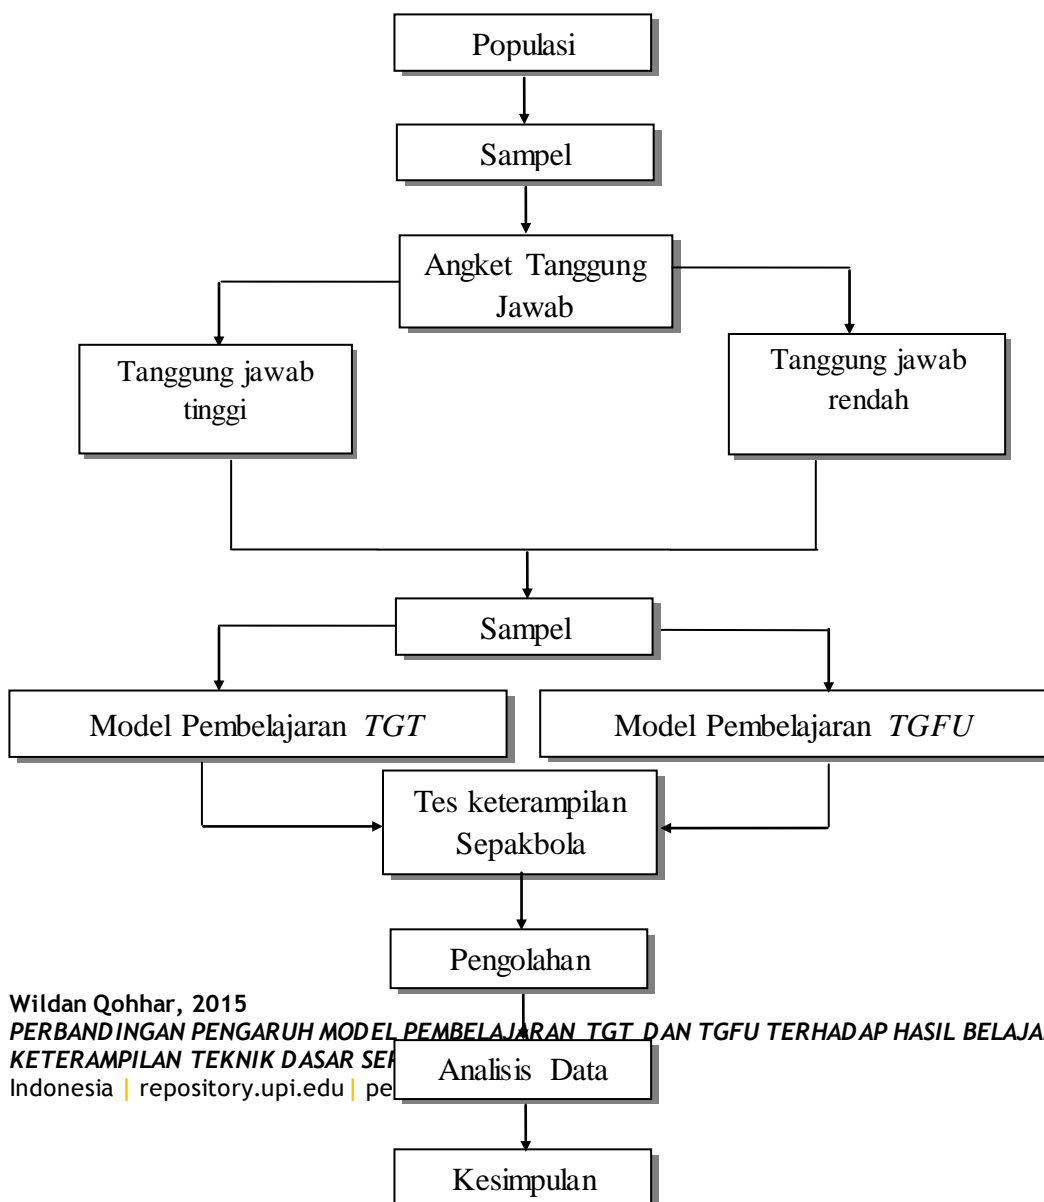 Populasi
Sampel
Angket Tanggung
Jawab
Tanggung jawab
tinggi
Tanggung jawab
rendah
Sampel
Model Pembelajaran TGT
Model Pembelajaran TGFU
Tes keterampilan
Sepakbola
Pengolahan
Wildan Qohhar, 2015
PERBANDINGAN PENGARUH MODEL PEMBELAJARAN TGT DAN TGFU TERHADAP HASIL BELAJA
KETERAMPILAN TEKNIK DASAR
Indonesia | repository.upi.edu |
Analisis Data
Kesimpulan